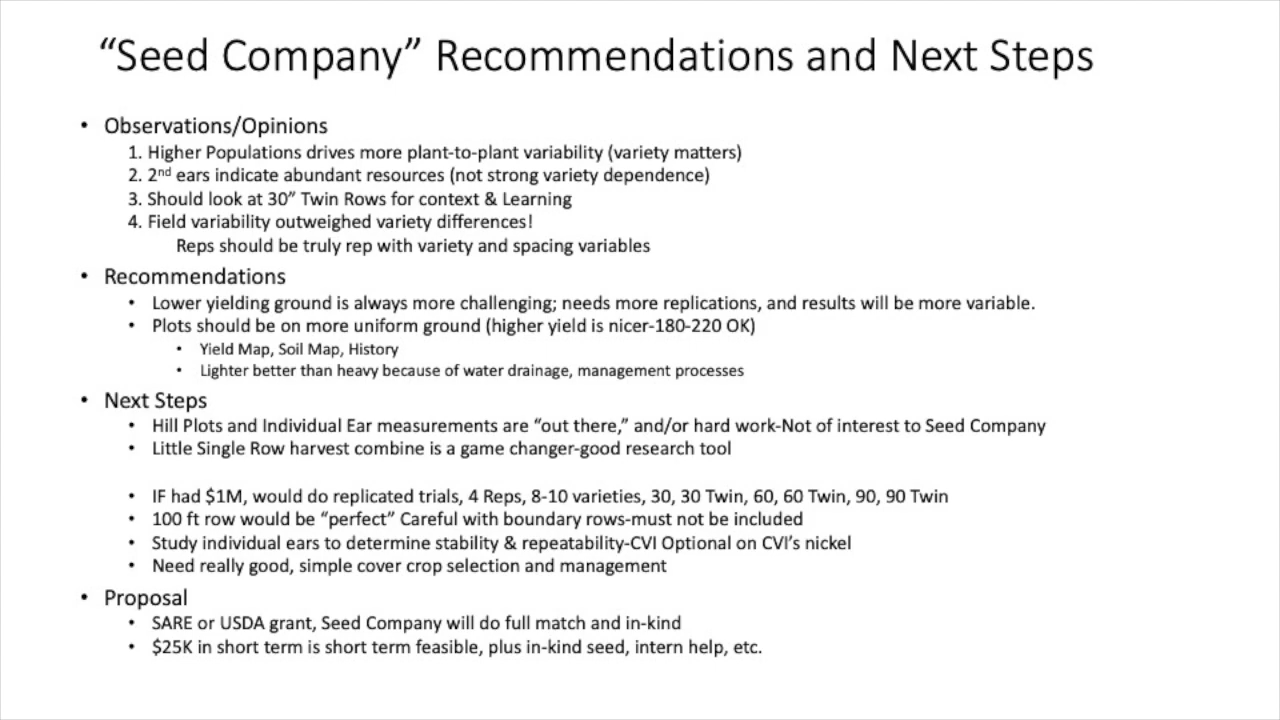 “Seed Company” Recommendations and Next Steps
• Observations/Opinions
1. Higher Populations drives more plant-to-plant variability (variety matters)
2. 2nd ears indicate abundant resources (not strong variety dependence)
3. Should look at 30” Twin Rows for context & Learning
4. Field variability outweighed variety differences!
Reps should be truly rep with variety and spacing variables
• Recommendations
• Lower yielding ground is always more challenging; needs more replications, and results will be more variable.
• Plots should be on more uniform ground (higher yield is nicer-180-220 OK)
• Yield Map, Soil Map, History
• Lighter better than heavy because of water drainage, management processes
• Next Steps
• Hill Plots and Individual Ear measurements are “out there,” and/or hard work-Not of interest to Seed Company
• Little Single Row harvest combine is a game changer-good research tool
• IF had $1M, would do replicated trials, 4 Reps, 8-10 varieties, 30, 30 Twin, 60, 60 Twin, 90, 90 Twin
• 100 ft row would be “perfect” Careful with boundary rows-must not be included
• Study individual ears to determine stability & repeatability-CVI Optional on CVI’s nickel
• Need really good, simple cover crop selection and management
• Proposal
• SARE or USDA grant, Seed Company will do full match and in-kind
• $25K in short term is short term feasible, plus in-kind seed, intern help, etc.